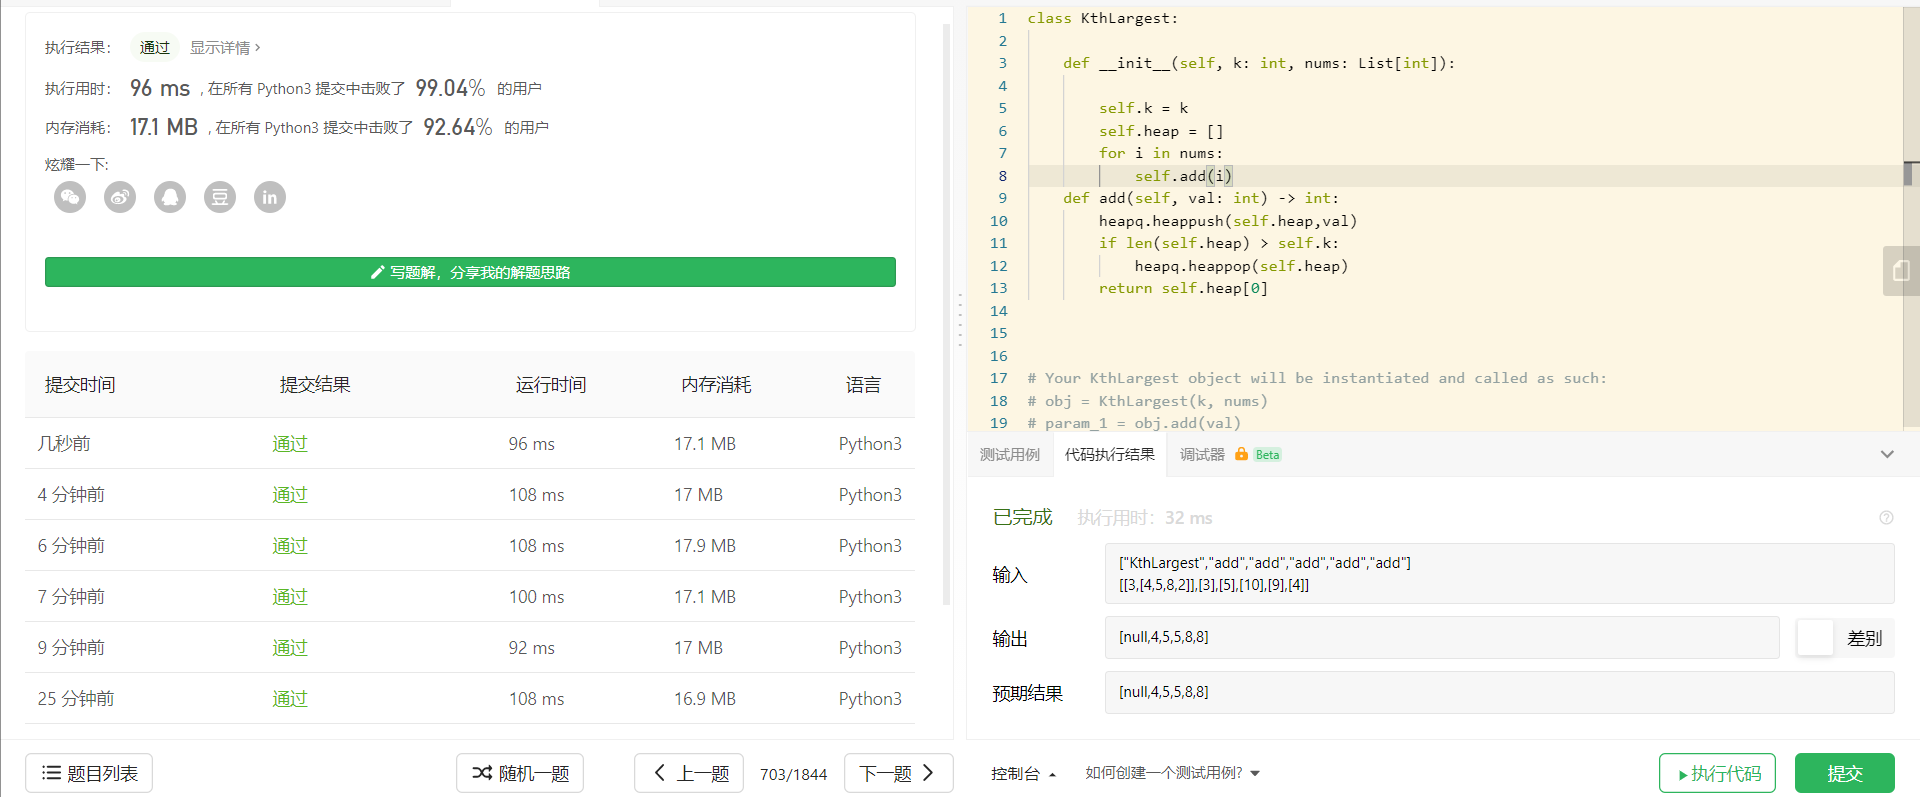 执行结果： 通过 显示详情 ›
执行用时： 96 ms , 在所有 Python3 提交中击败了 99.04% 的用户
内存消耗： 17.1 MB , 在所有 Python3 提交中击败了 92.64% 的用户
炫耀一下:
豆 in
写题解，分享我的解题思路
提交时间 提交结果 运行时间 内存消耗 语言
几秒前 通过 96 ms 17.1 MB Python3
4 分钟前 通过 108 ms 17 MB Python3
6 分钟前 通过 108 ms 17.9 MB Python3
7 分钟前 通过 100 ms 17.1 MB Python3
9 分钟前 通过 92 ms 17 MB Python3
25 分钟前 通过 108 ms 16.9 MB Python3
题目列表 随机一题 上一题 703/1844 下一题
1 class KthLargest:
2
3     def __init__(self, k: int, nums: List[int]):
4
5         self.k = k
6         self.heap = []
7         for i in nums:
8             self.add(i)
9     def add(self, val: int) -> int:
10         heapq.heappush(self.heap,val)
11         if len(self.heap) > self.k:
12             heapq.heappop(self.heap)
13         return self.heap[0]
14
15
16
17 # Your KthLargest object will be instantiated and called as such:
18 # obj = KthLargest(k, nums)
19 # param_1 = obj.add(val)
测试用例 代码执行结果 调试器 Beta
已完成 执行用时：32 ms
输入
["KthLargest","add","add","add","add","add"]
[[3,[4,5,8,2]],[3],[5],[10],[9],[4]]
输出 [null,4,5,5,8,8] 差别
预期结果 [null,4,5,5,8,8]
控制台 如何创建一个测试用例? 执行代码 提交